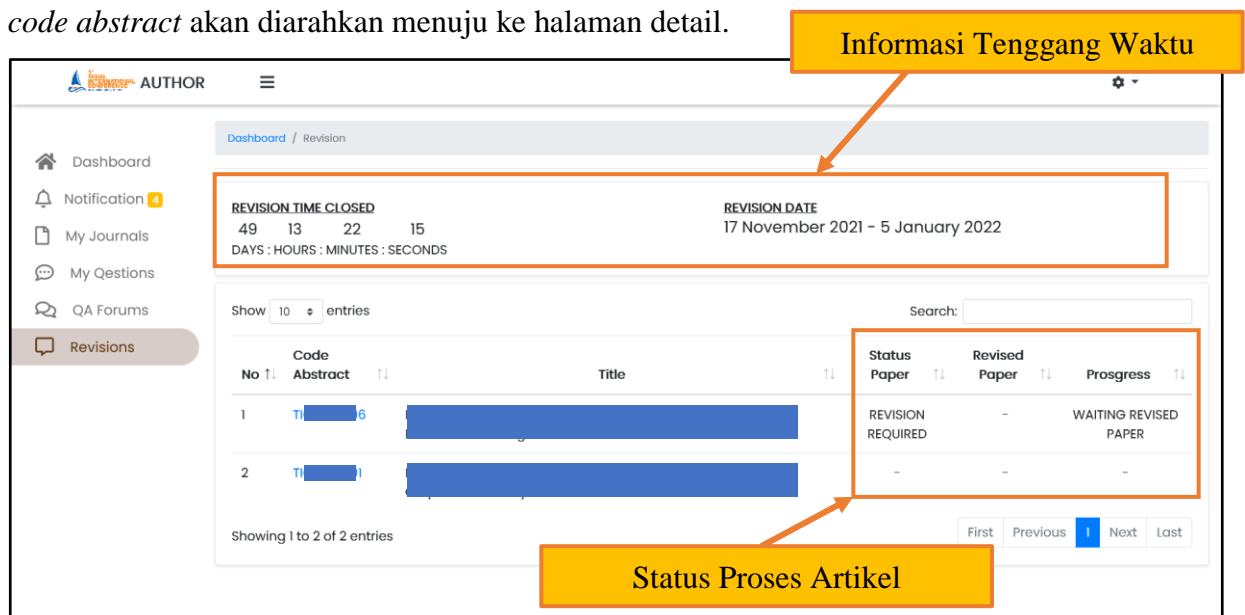 code abstract akan diarahkan menuju ke halaman detail.
Informasi Tenggang Waktu
AUTHOR
Dashboard / Revision
Dashboard
Notification 4
My Journals
My Qestions
QA Forums
Revisions
REVISION TIME CLOSED
49 13 22 15
DAYS : HOURS : MINUTES : SECONDS
REVISION DATE
17 November 2021 - 5 January 2022
Show 10 entries
Search:
No Code Abstract Title Status Paper Revised Paper Prosgress
1 REVISION REQUIRED - WAITING REVISED PAPER
2 - - -
Showing 1 to 2 of 2 entries
First Previous 1 Next Last
Status Proses Artikel